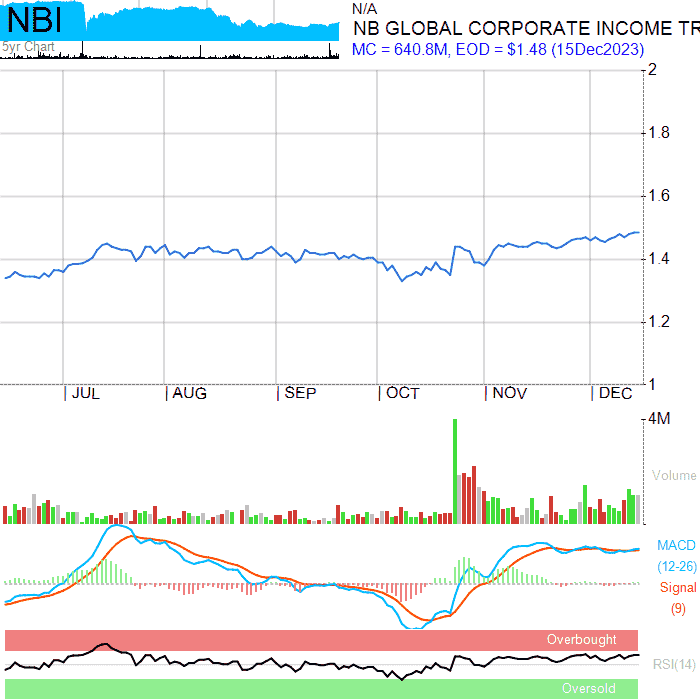 NBI
5yr Chart
N/A
NB GLOBAL CORPORATE INCOME TR
MC = 640.8M, EOD = $1.48 (15Dec2023)
2
1.8
1.6
1.4
1.2
1
JUL AUG SEP OCT NOV DEC
4M
Volume
MACD
(12-26)
Signal
(9)
Overbought
RSI(14)
Oversold